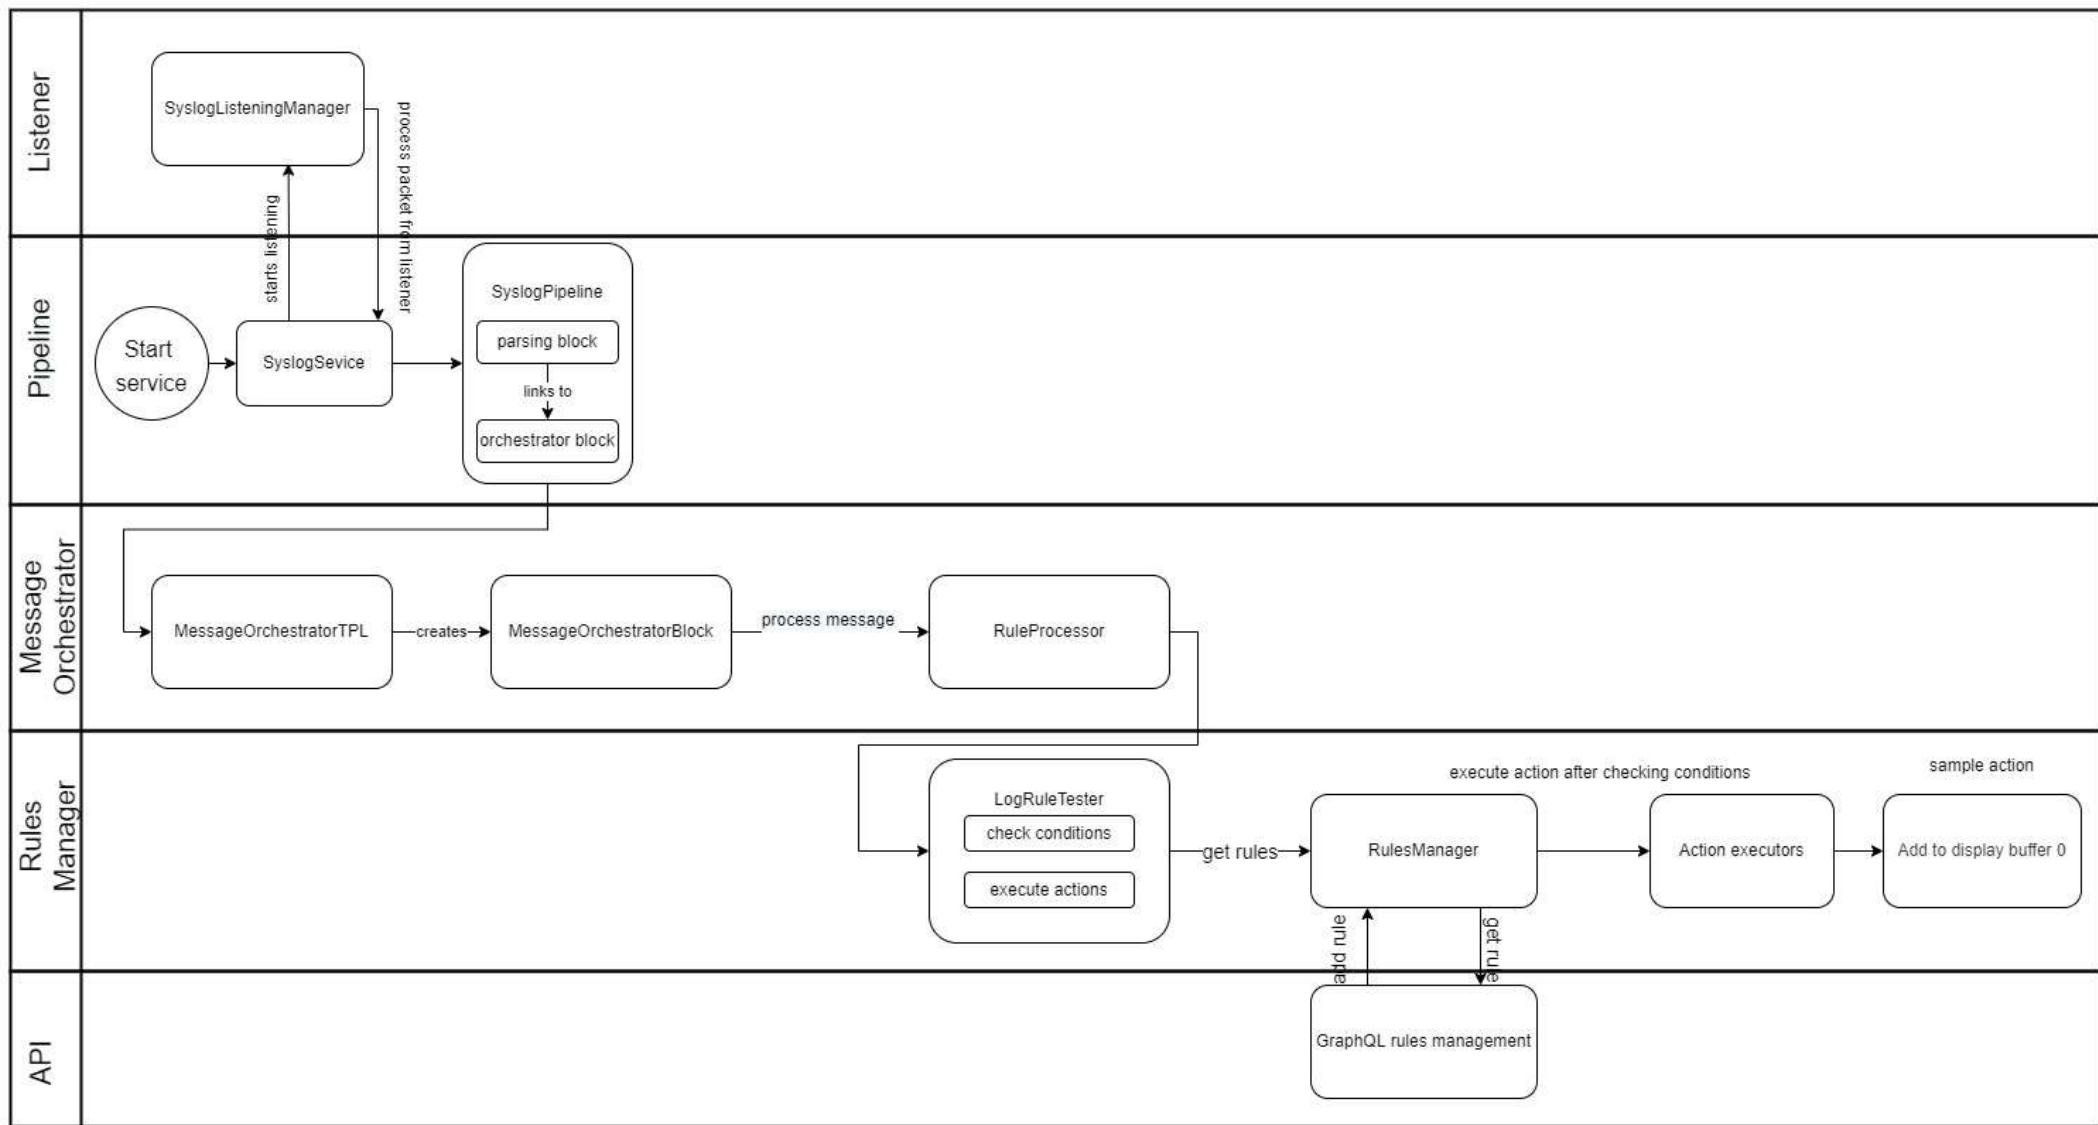 Listener
SyslogListeningManager
process packet from listener
starts listening
Pipeline
Start
service
SyslogSevice
SyslogPipeline
parsing block
links to
orchestrator block
Message
Orchestrator
MessageOrchestratorTPL
creates
MessageOrchestratorBlock
process message
RuleProcessor
Rules
Manager
LogRuleTester
check conditions
execute actions
get rules
RulesManager
execute action after checking conditions
Action executors
sample action
Add to display buffer 0
add rule
get rule
API
GraphQL rules management